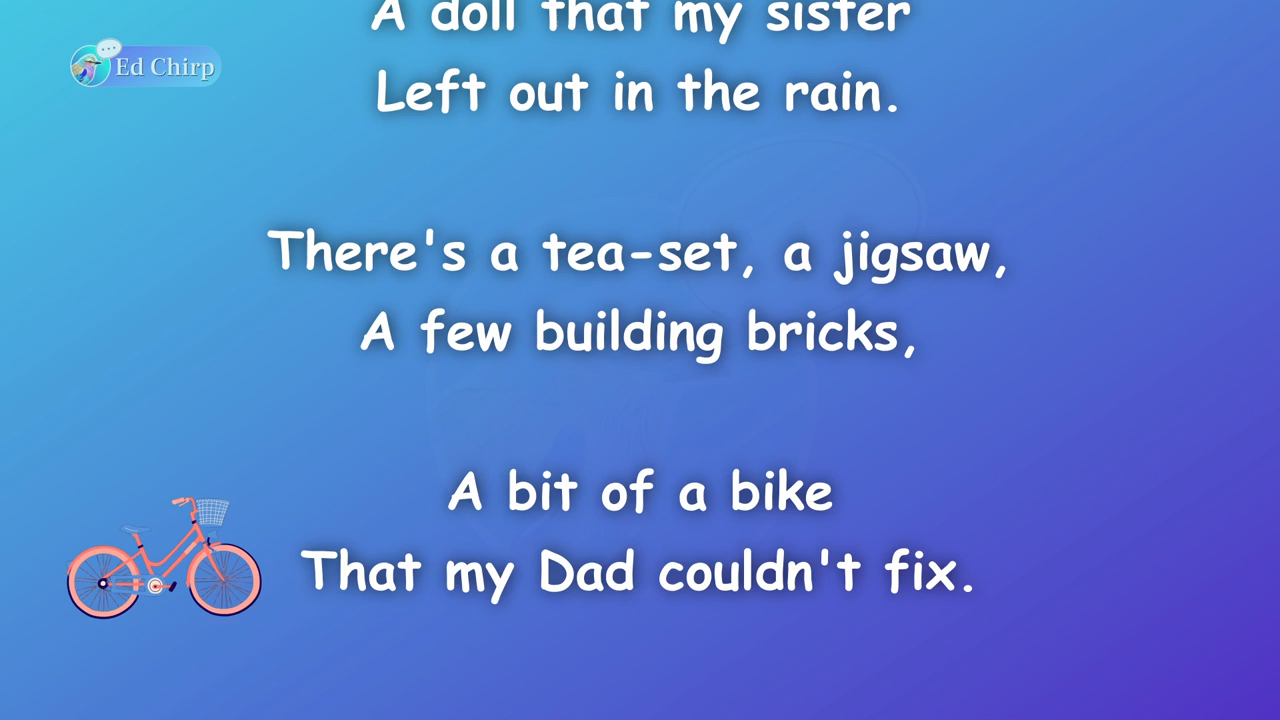 A doll that my sister
Ed Chirp
Left out in the rain.
There's a tea-set, a jigsaw,
A few building bricks,
A bit of a bike
That my Dad couldn't fix.